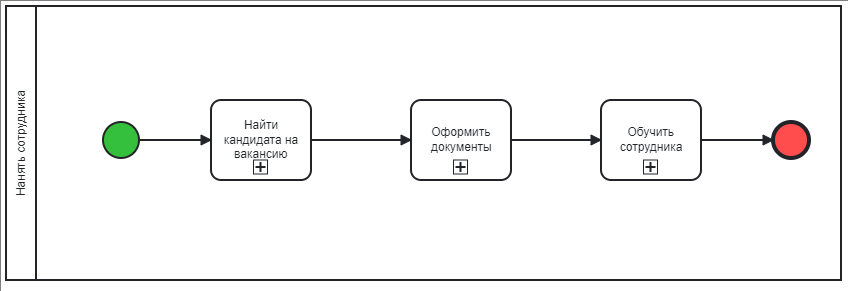 Нанять сотрудника
Найти
кандидата на
вакансию
Оформить
документы
Обучить
сотрудника